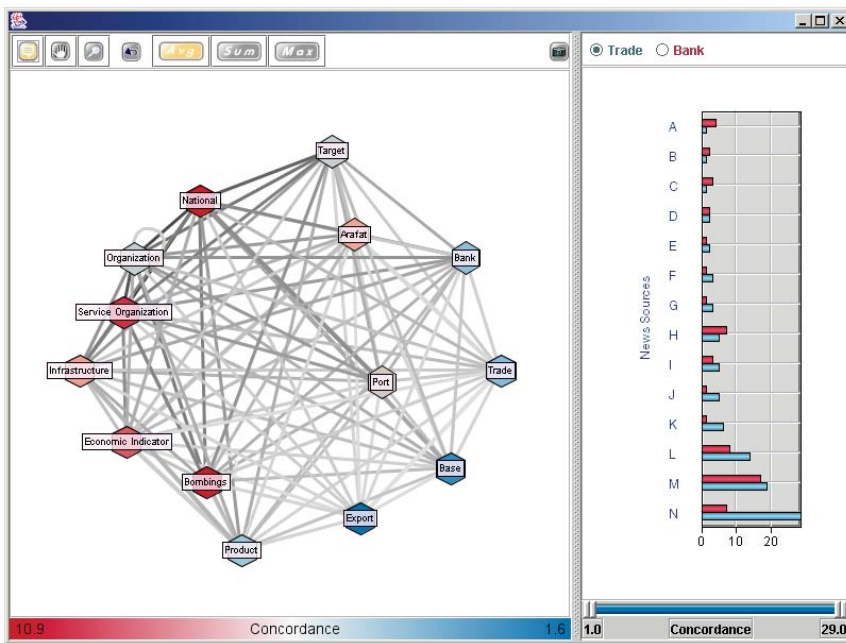 Avg Sum Max
Trade Bank
Target
National
Arafat
Organization
Bank
Service Organization
Infrastructure
Port
Trade
Economic Indicator
Base
Bombings
Export
Product
10.9 Concordance 1.6
News Sources
A
B
C
D
E
F
G
H
I
J
K
L
M
N
0 10 20
1.0 Concordance 29.0